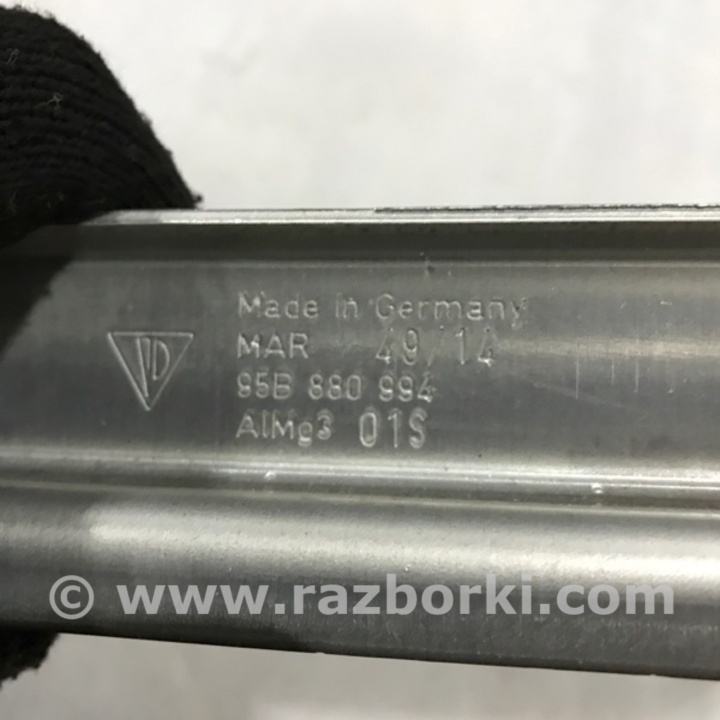 Made in Germany
MAR 49/14
95B 880 994
AlMg3 01S
© www.razborki.com